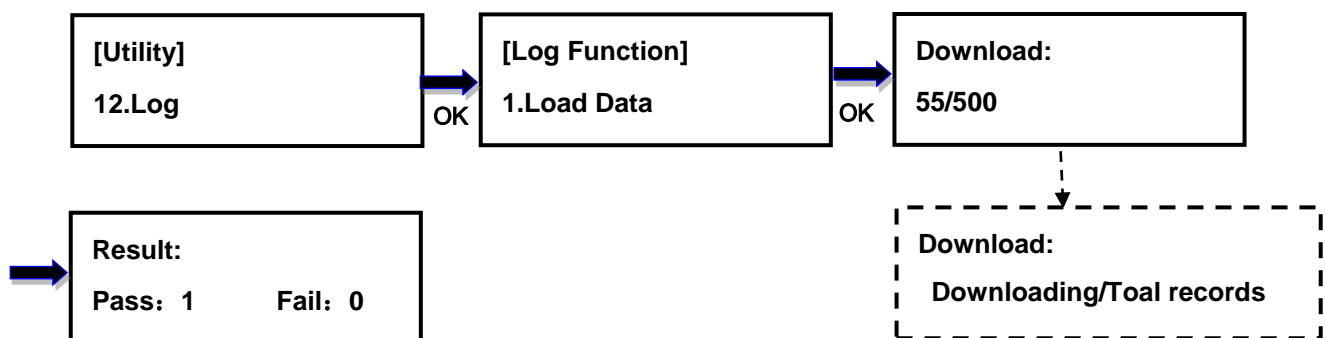 [Utility]
12.Log
OK
[Log Function]
1.Load Data
OK
Download:
55/500
Result:
Pass：1 Fail：0
Download:
Downloading/Toal records